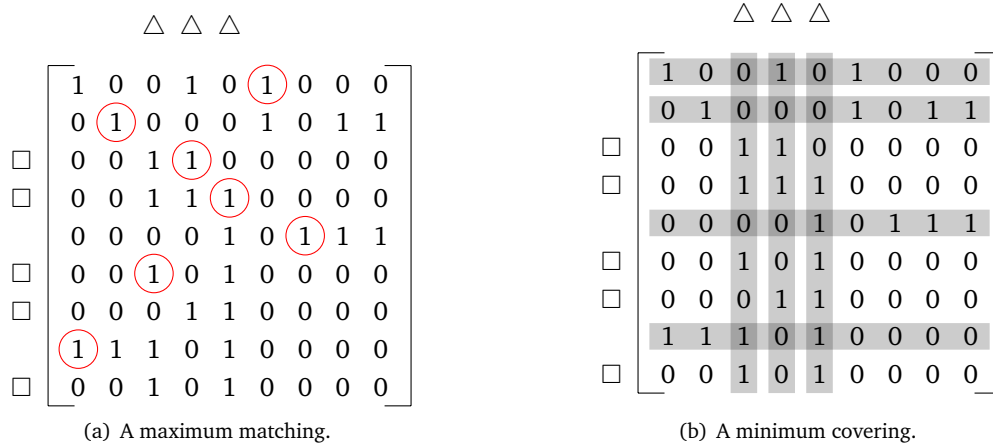 △ △ △
△ △ △
1 0 0 1 0 1 0 0 0
0 1 0 0 0 1 0 1 1
□ 0 0 1 1 0 0 0 0 0
□ 0 0 1 1 1 0 0 0 0
0 0 0 0 1 0 1 1 1
□ 0 0 1 0 1 0 0 0 0
□ 0 0 0 1 1 0 0 0 0
1 1 1 0 1 0 0 0 0
□ 0 0 1 0 1 0 0 0 0
(a) A maximum matching.
1 0 0 1 0 1 0 0 0
0 1 0 0 0 1 0 1 1
□ 0 0 1 1 0 0 0 0 0
□ 0 0 1 1 1 0 0 0 0
0 0 0 0 1 0 1 1 1
□ 0 0 1 0 1 0 0 0 0
□ 0 0 0 1 1 0 0 0 0
1 1 1 0 1 0 0 0 0
□ 0 0 1 0 1 0 0 0 0
(b) A minimum covering.